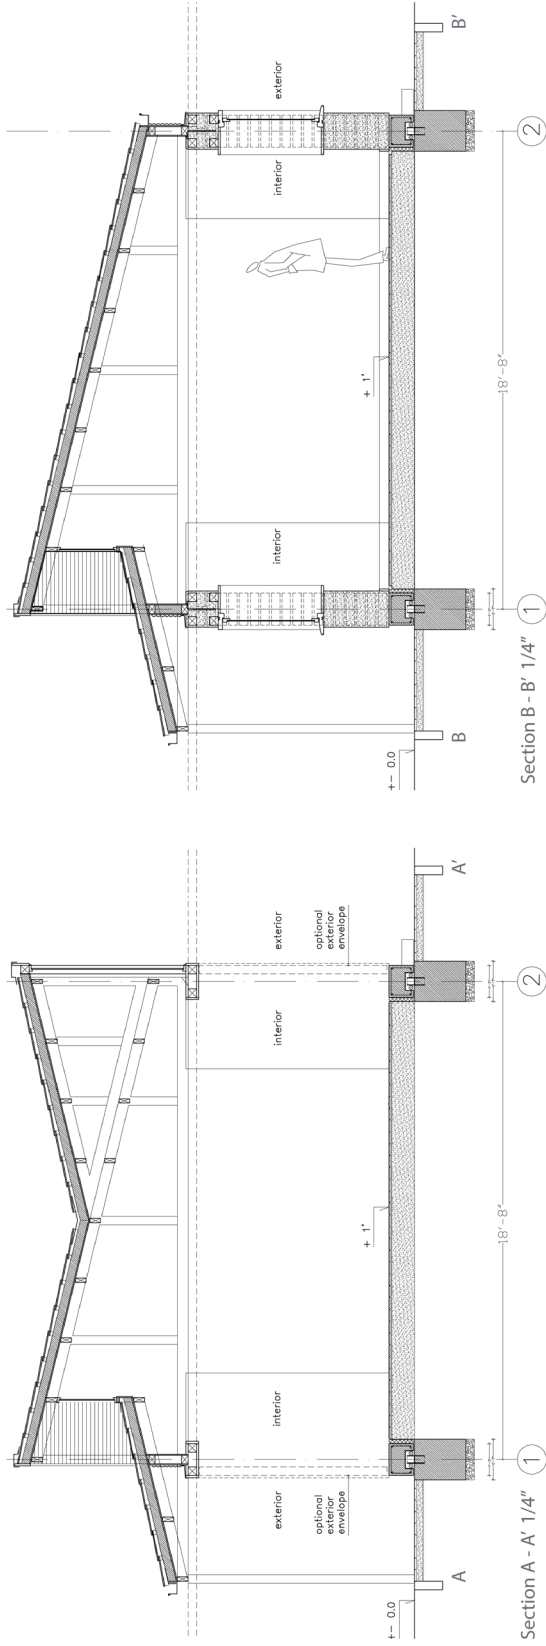 exterior
interior
interior
+ 1'
18'-8"
+- 0.0
B
B'
1
2
Section B - B' 1/4"
exterior
optional
exterior
envelope
interior
interior
exterior
optional
exterior
envelope
+ 1'
18'-8"
+- 0.0
A
A'
1
2
Section A - A' 1/4"